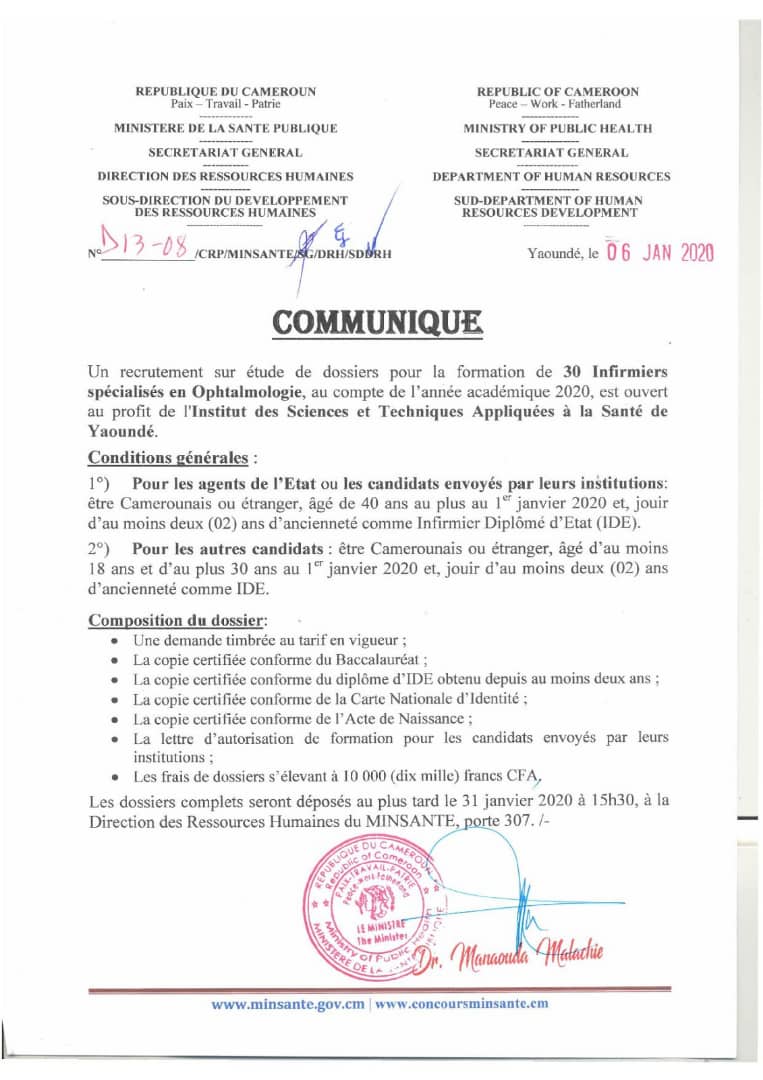 REPUBLIQUE DU CAMEROUN
Paix – Travail - Patrie
-------------
MINISTERE DE LA SANTE PUBLIQUE
-------------
SECRETARIAT GENERAL
-----------
DIRECTION DES RESSOURCES HUMAINES
-------------
SOUS-DIRECTION DU DEVELOPPEMENT
DES RESSOURCES HUMAINES
-------------------
N° D13-08 /CRP/MINSANTE/SG/DRH/SDDRH
REPUBLIC OF CAMEROON
Peace – Work - Fatherland
--------------
MINISTRY OF PUBLIC HEALTH
-------------
SECRETARIAT GENERAL
---------------
DEPARTMENT OF HUMAN RESOURCES
-------------
SUD-DEPARTMENT OF HUMAN
RESOURCES DEVELOPMENT
----------------
Yaoundé, le 06 JAN 2020
COMMUNIQUE
Un recrutement sur étude de dossiers pour la formation de 30 Infirmiers
spécialisés en Ophtalmologie, au compte de l'année académique 2020, est ouvert
au profit de l'Institut des Sciences et Techniques Appliquées à la Santé de
Yaoundé.
Conditions générales :
1°) Pour les agents de l'Etat ou les candidats envoyés par leurs institutions:
être Camerounais ou étranger, âgé de 40 ans au plus au 1er janvier 2020 et, jouir
d'au moins deux (02) ans d'ancienneté comme Infirmier Diplômé d'Etat (IDE).
2°) Pour les autres candidats : être Camerounais ou étranger, âgé d'au moins
18 ans et d'au plus 30 ans au 1er janvier 2020 et, jouir d'au moins deux (02) ans
d'ancienneté comme IDE.
Composition du dossier:
• Une demande timbrée au tarif en vigueur ;
• La copie certifiée conforme du Baccalauréat ;
• La copie certifiée conforme du diplôme d'IDE obtenu depuis au moins deux ans ;
• La copie certifiée conforme de la Carte Nationale d'Identité ;
• La copie certifiée conforme de l'Acte de Naissance ;
• La lettre d'autorisation de formation pour les candidats envoyés par leurs
institutions ;
• Les frais de dossiers s'élevant à 10 000 (dix mille) francs CFA.
Les dossiers complets seront déposés au plus tard le 31 janvier 2020 à 15h30, à la
Direction des Ressources Humaines du MINSANTE, porte 307. /-
REPUBLIQUE DU CAMEROUN
Republic of Cameroon
PAIX-TRAVAIL-PATRIE
Peace-Work-Fatherland
LE MINISTRE
The Minister
Ministry of Public Health
MINISTERE DE LA SANTE PUBLIQUE
Dr. Manaouda Malachie
www.minsante.gov.cm | www.concoursminsante.cm